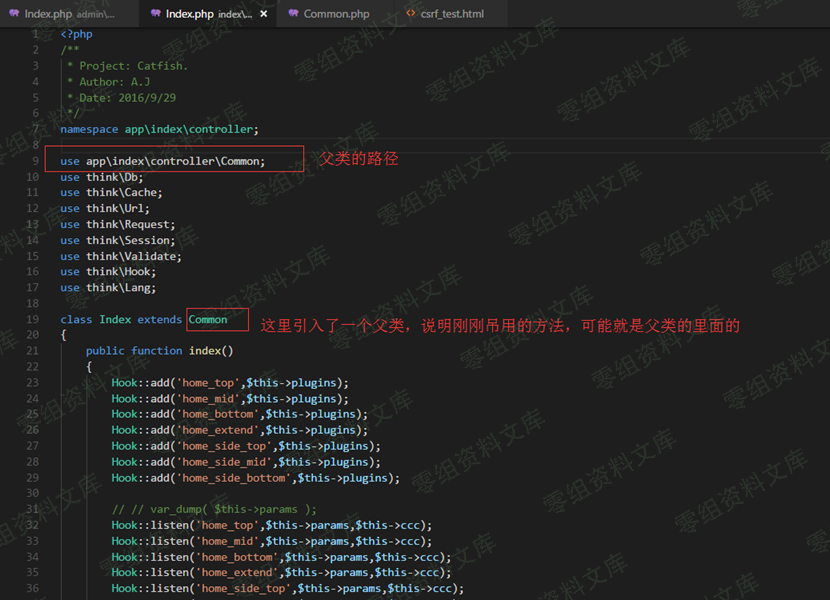 Index.php admin\... Index.php index\... × Common.php csrf_test.html
1 <?php
2 /**
3 * Project: Catfish.
4 * Author: A.J
5 * Date: 2016/9/29
6 */
7 namespace app\index\controller;
8
9 use app\index\controller\Common; 父类的路径
10 use think\Db;
11 use think\Cache;
12 use think\Url;
13 use think\Request;
14 use think\Session;
15 use think\Validate;
16 use think\Hook;
17 use think\Lang;
18
19 class Index extends Common 这里引入了一个父类，说明刚刚吊用的方法，可能就是父类的里面的
20 {
21 public function index()
22 {
23 Hook::add('home_top',$this->plugins);
24 Hook::add('home_mid',$this->plugins);
25 Hook::add('home_bottom',$this->plugins);
26 Hook::add('home_extend',$this->plugins);
27 Hook::add('home_side_top',$this->plugins);
28 Hook::add('home_side_mid',$this->plugins);
29 Hook::add('home_side_bottom',$this->plugins);
30
31 // // var_dump( $this->params );
32 Hook::listen('home_top',$this->params,$this->ccc);
33 Hook::listen('home_mid',$this->params,$this->ccc);
34 Hook::listen('home_bottom',$this->params,$this->ccc);
35 Hook::listen('home_extend',$this->params,$this->ccc);
36 Hook::listen('home_side_top',$this->params,$this->ccc);
零组资料文库